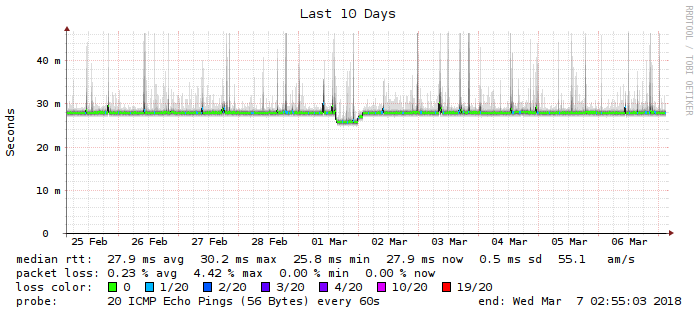 Last 10 Days
RRDTOOL / TOBI OETIKER
Seconds
40 m
30 m
20 m
10 m
0
25 Feb 26 Feb 27 Feb 28 Feb 01 Mar 02 Mar 03 Mar 04 Mar 05 Mar 06 Mar
median rtt: 27.9 ms avg 30.2 ms max 25.8 ms min 27.9 ms now 0.5 ms sd 55.1 am/s
packet loss: 0.23 % avg 4.42 % max 0.00 % min 0.00 % now
loss color: 0 1/20 2/20 3/20 4/20 10/20 19/20
probe: 20 ICMP Echo Pings (56 Bytes) every 60s end: Wed Mar 7 02:55:03 2018